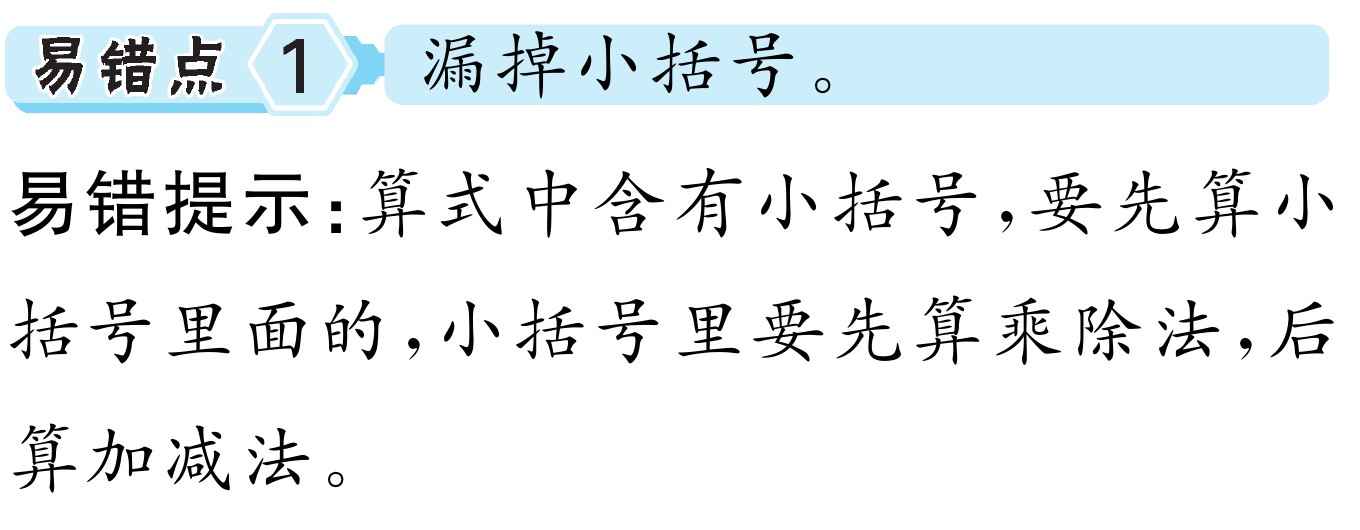 易错点 1 漏掉小括号。
易错提示:算式中含有小括号,要先算小
括号里面的,小括号里要先算乘除法,后
算加减法。